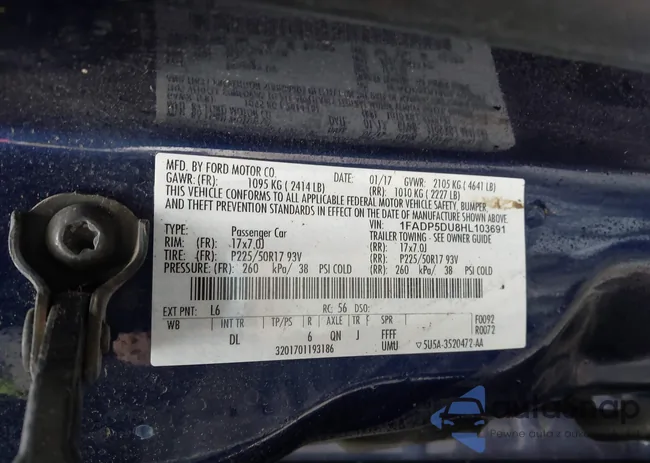 MFD. BY FORD MOTOR CO.
DATE: 01/17 GVWR: 2105 KG ( 4641 LB)
GAWR: (FR): 1095 KG ( 2414 LB) (RR): 1010 KG ( 2227 LB)
THIS VEHICLE CONFORMS TO ALL APPLICABLE FEDERAL MOTOR VEHICLE SAFETY, BUMPER,
AND THEFT PREVENTION STANDARDS IN EFFECT ON THE DATE OF MANUFACTURE SHOWN ABOVE.
VIN: 1FADP5DU8HL103691
TYPE: Passenger Car TRAILER TOWING - SEE OWNER GUIDE
RIM: (FR): 17x7.0J (RR): 17x7.0J
TIRE: (FR): P225/50R17 93V (RR): P225/50R17 93V
PRESSURE: (FR): 260 kPa/ 38 PSI COLD (RR): 260 kPa/ 38 PSI COLD
EXT PNT: L6 RC: 56 DSO:
WB INT TR TP/PS R AXLE TR F SPR F0092
DL 6 QN J FFFF R0072
3201701193186 UMU ▽5U5A-3520472-AA
autosnap
Pewne auta z